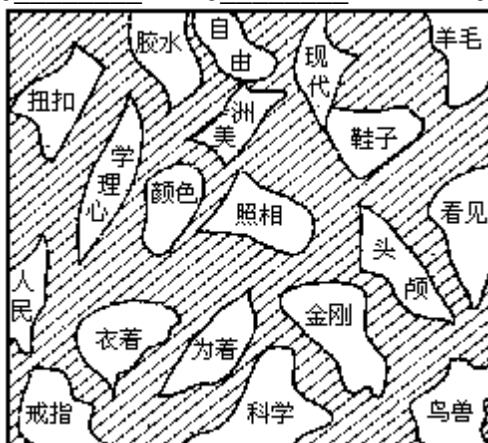 胶水
自
由
现
代
羊毛
扭扣
洲
美
鞋子
学
理
心
颜色
照相
看见
头
颅
人
民
衣着
为着
金刚
戒指
科学
鸟兽